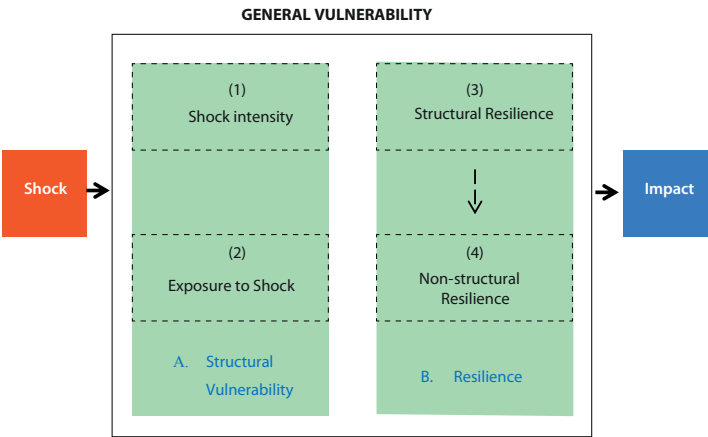 GENERAL VULNERABILITY
Shock
(1)
Shock intensity
(2)
Exposure to Shock
A. Structural
Vulnerability
(3)
Structural Resilience
(4)
Non-structural
Resilience
B. Resilience
Impact